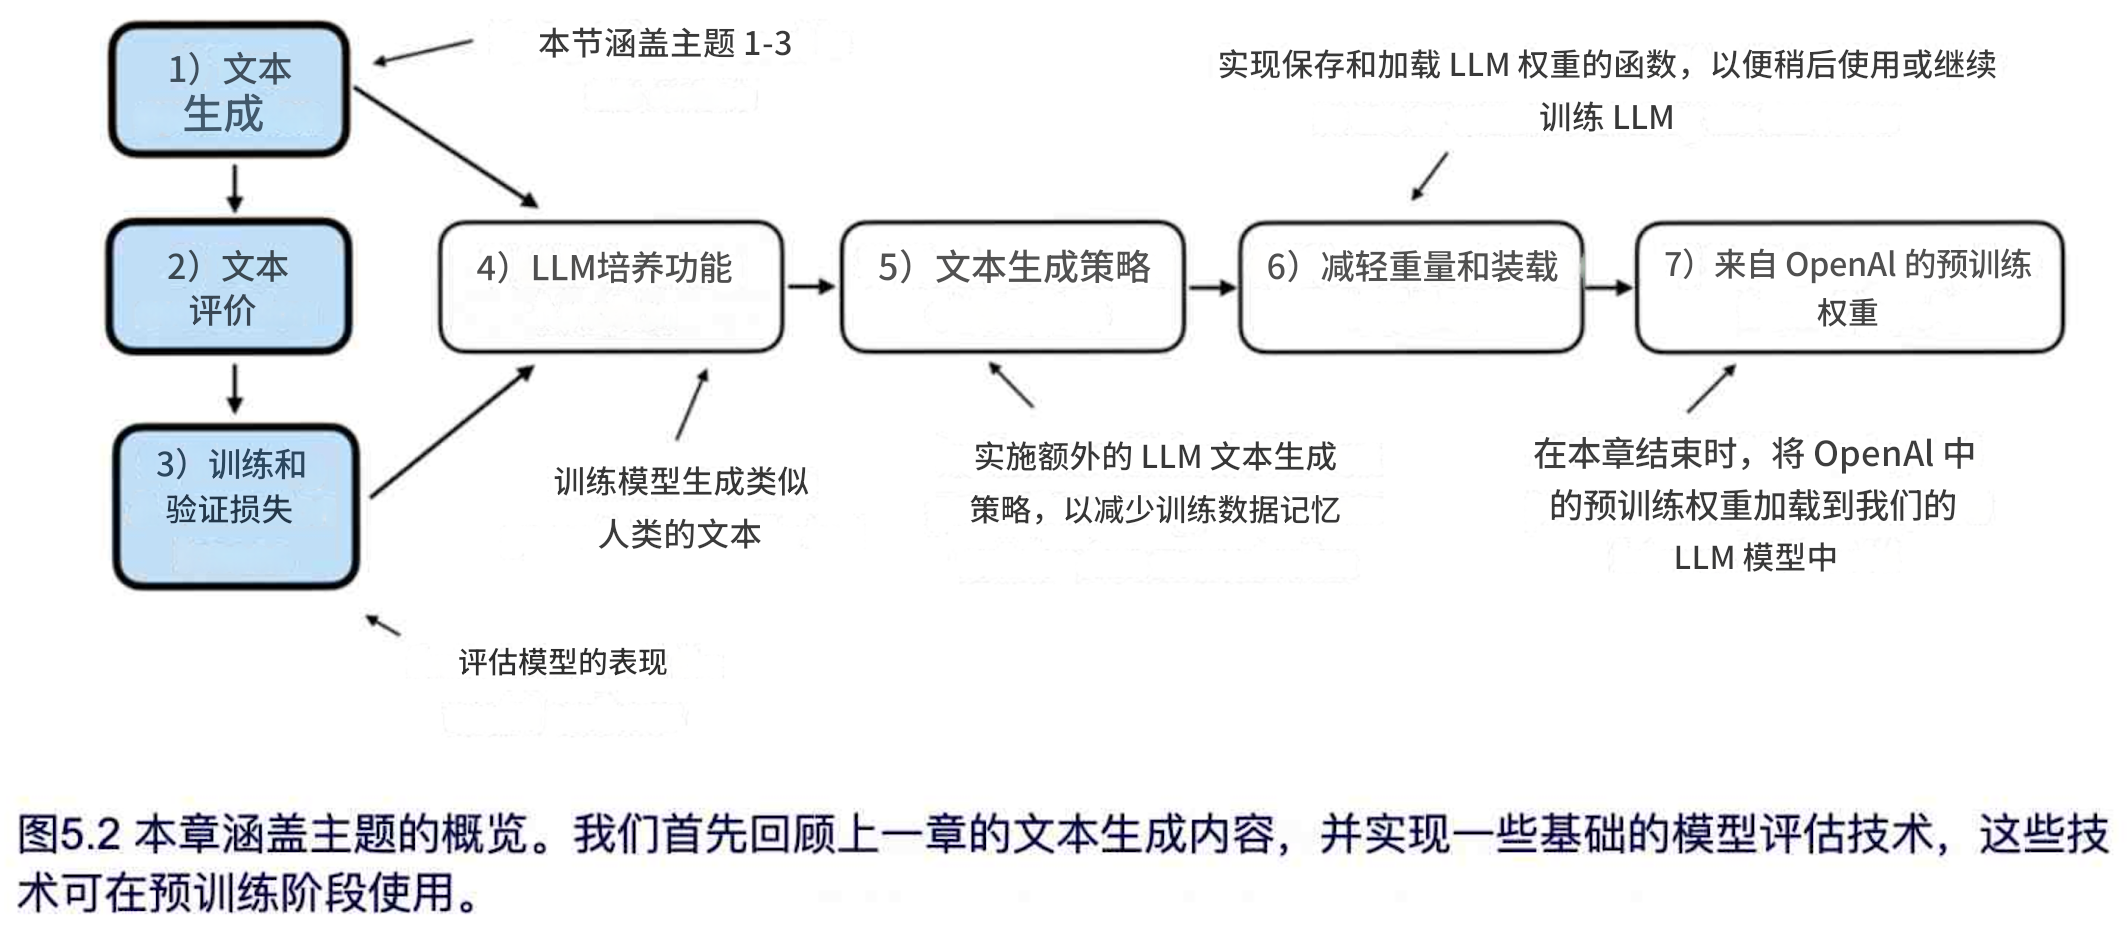 1）文本
生成
本节涵盖主题 1-3
实现保存和加载 LLM 权重的函数，以便稍后使用或继续
训练 LLM
2）文本
评价
4）LLM培养功能
5）文本生成策略
6）减轻重量和装载
7）来自 OpenAl 的预训练
权重
3）训练和
验证损失
训练模型生成类似
人类的文本
实施额外的 LLM 文本生成
策略，以减少训练数据记忆
在本章结束时，将 OpenAl 中
的预训练权重加载到我们的
LLM 模型中
评估模型的表现
图5.2 本章涵盖主题的概览。我们首先回顾上一章的文本生成内容，并实现一些基础的模型评估技术，这些技
术可在预训练阶段使用。